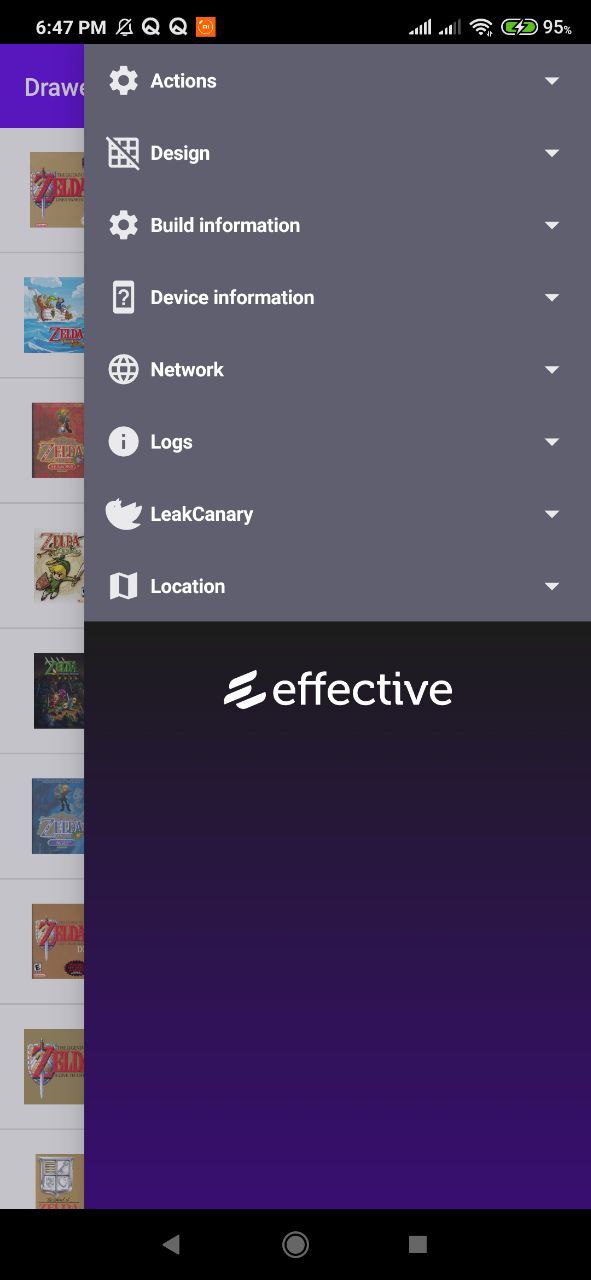 6:47 PM
95%
Drawe
Actions
Design
Build information
Device information
Network
Logs
LeakCanary
Location
effective
ZELDA
ZELDA
ZELDA
ZELDA
ZELDA
ZELDA
ZELDA
ZELD
ZELDA